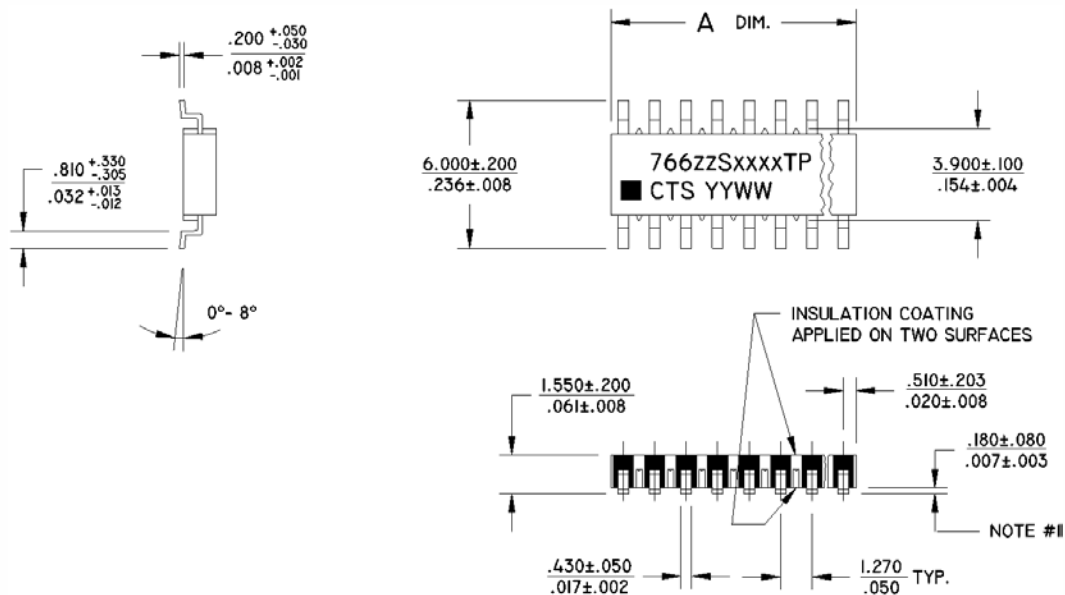 .200 +.050 -.030
.008 +.002 -.001
A DIM.
.810 +.330 -.305
.032 +.013 -.012
6.000±.200
.236±.008
766zzSxxxxTP
CTS YYWW
3.900±.100
.154±.004
0°- 8°
INSULATION COATING
APPLIED ON TWO SURFACES
1.550±.200
.061±.008
.510±.203
.020±.008
.180±.080
.007±.003
NOTE #11
.430±.050
.017±.002
1.270
.050
TYP.